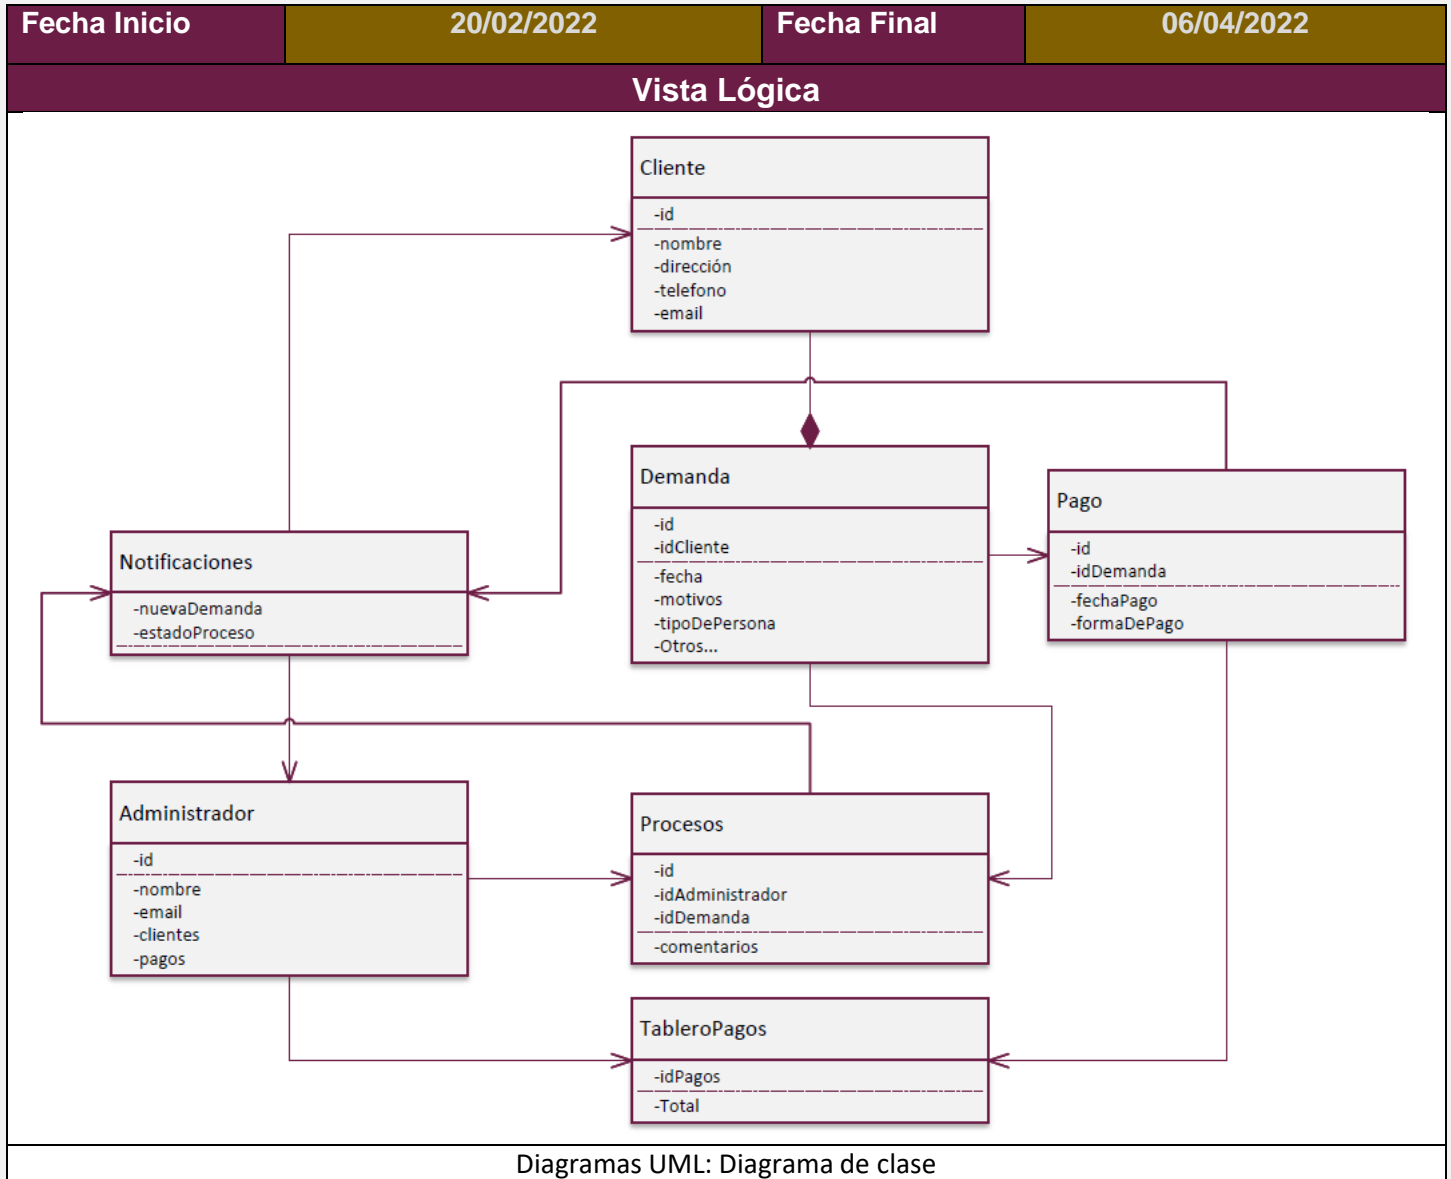 Fecha Inicio 20/02/2022 Fecha Final 06/04/2022
Vista Lógica
Cliente
-id
-nombre
-dirección
-telefono
-email
Demanda
-id
-idCliente
-fecha
-motivos
-tipoDePersona
-Otros...
Pago
-id
-idDemanda
-fechaPago
-formaDePago
Notificaciones
-nuevaDemanda
-estadoProceso
Administrador
-id
-nombre
-email
-clientes
-pagos
Procesos
-id
-idAdministrador
-idDemanda
-comentarios
TableroPagos
-idPagos
-Total
Diagramas UML: Diagrama de clase